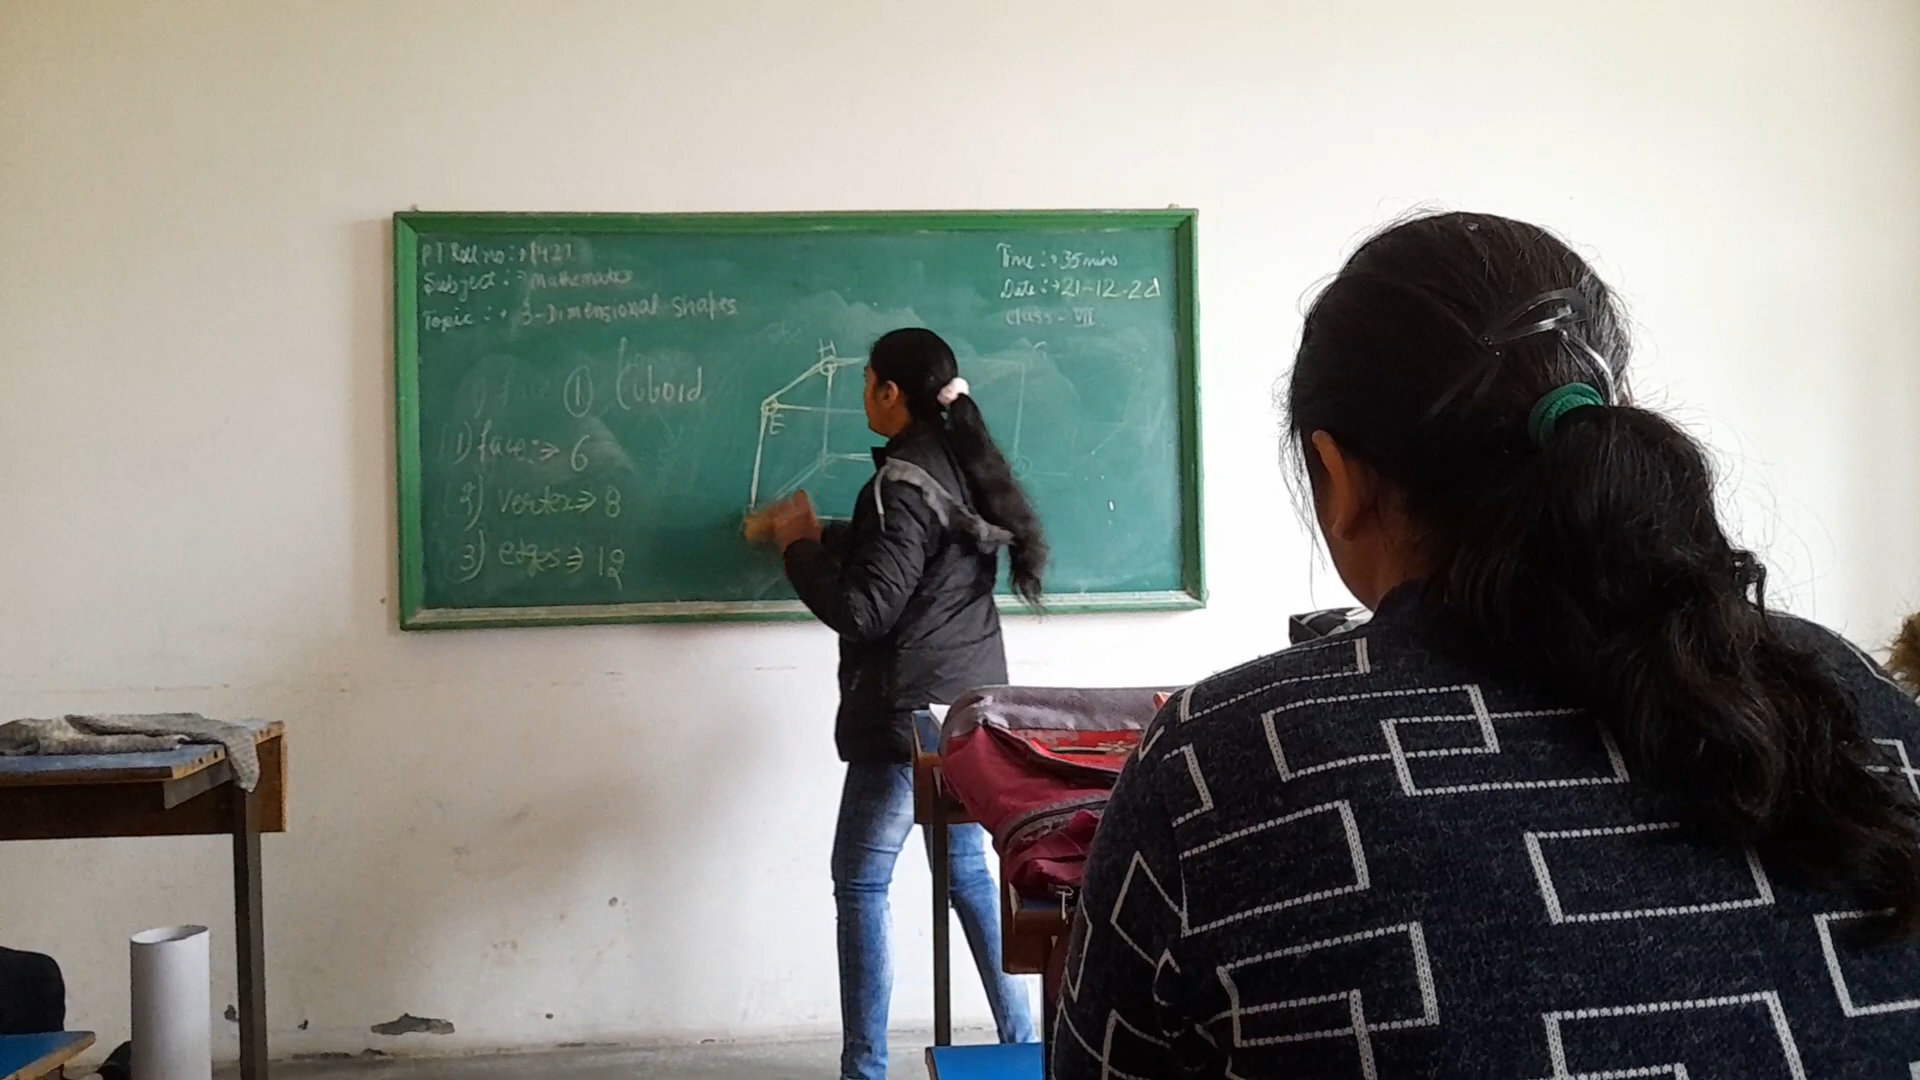 P.T Roll no :→ 1421
Subject :→ Mathematics
Topic :→ 3-Dimensional Shapes
Time :→ 35 mins
Date :→ 21-12-22
class - VII
① Cuboid
1) face :⇒ 6
2) vertex ⇒ 8
3) edges ⇒ 12
H
E